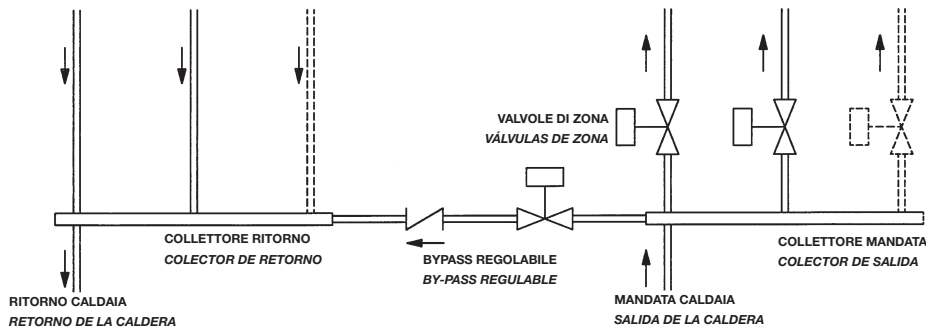 VALVOLE DI ZONA
VÁLVULAS DE ZONA
COLLETTORE RITORNO
COLECTOR DE RETORNO
BYPASS REGOLABILE
BY-PASS REGULABLE
COLLETTORE MANDATA
COLECTOR DE SALIDA
RITORNO CALDAIA
RETORNO DE LA CALDERA
MANDATA CALDAIA
SALIDA DE LA CALDERA